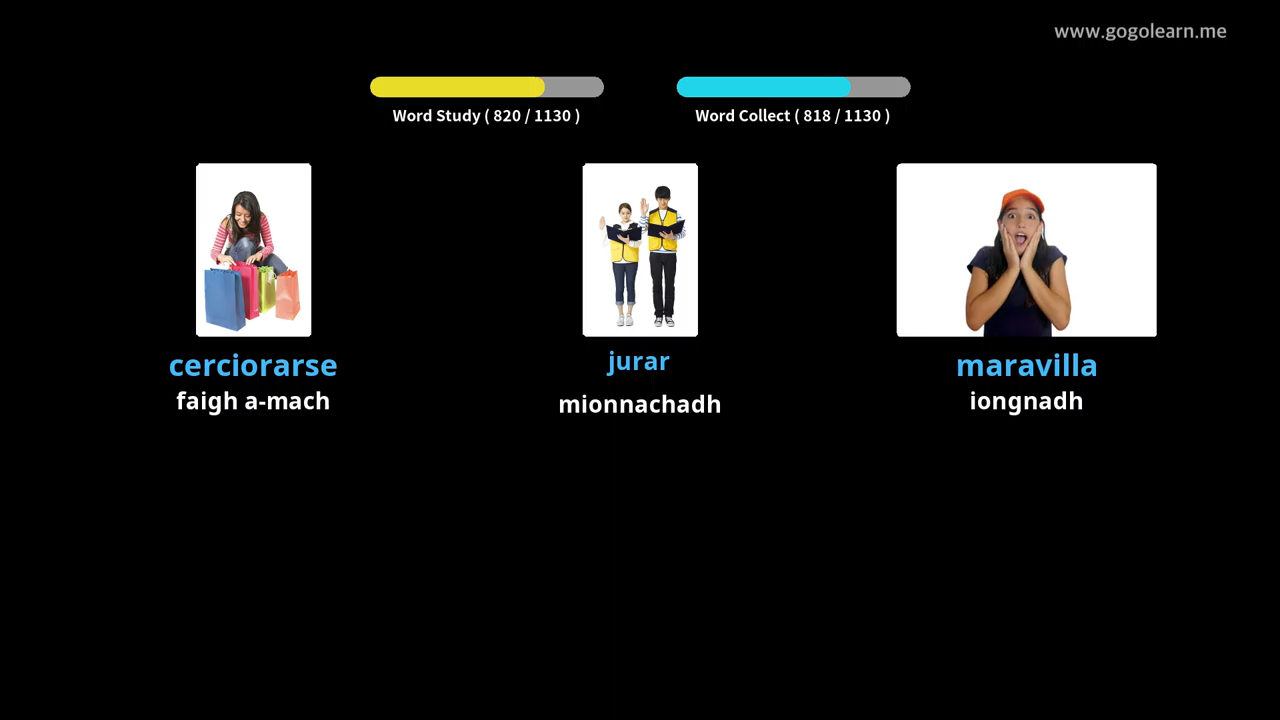 www.gogolearn.me
Word Study ( 820 / 1130 )
Word Collect ( 818 / 1130 )
cerciorarse
faigh a-mach
jurar
mionnachadh
maravilla
iongnadh